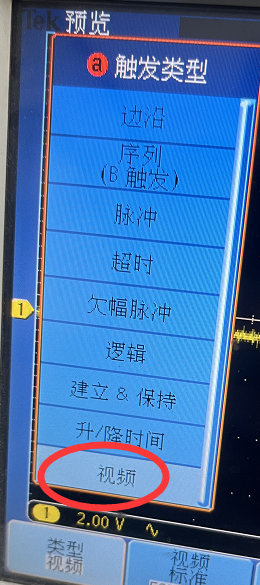 Tek 预览
a 触发类型
边沿
序列
(B 触发)
脉冲
超时
1
欠幅脉冲
逻辑
建立 & 保持
升/降时间
视频
1 2.00 V
类型
视频
视频
标准